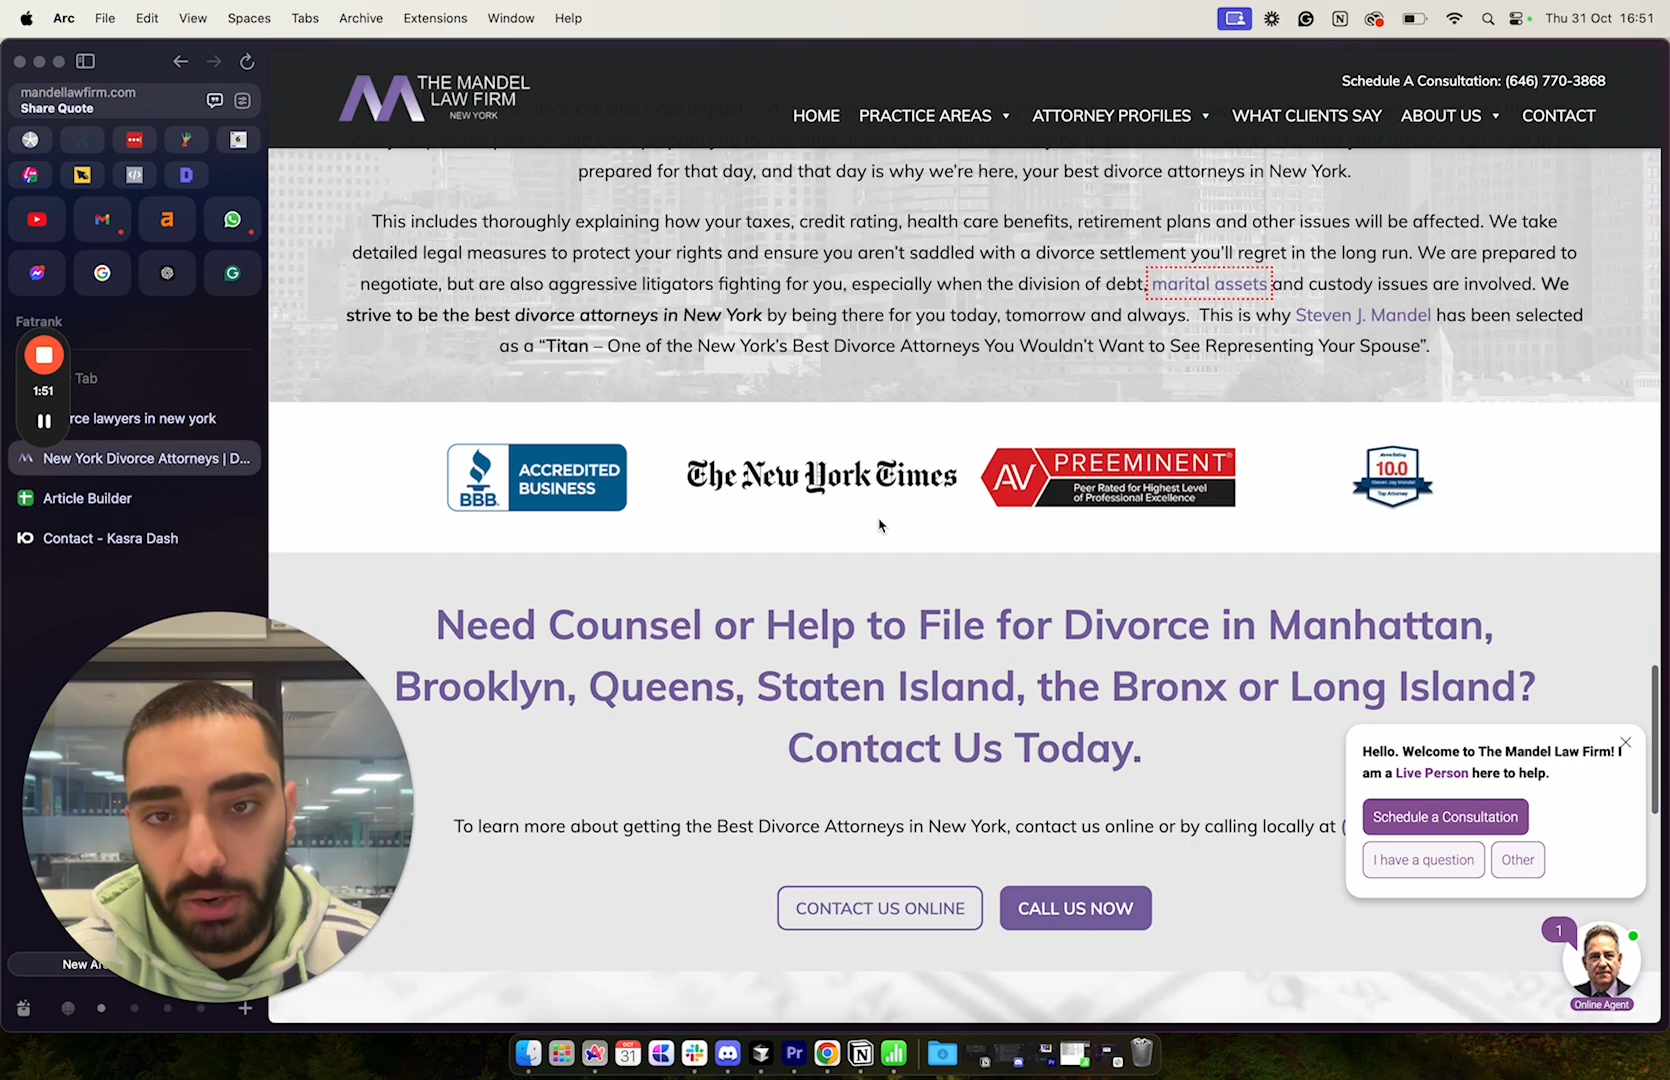 Arc File Edit View Spaces Tabs Archive Extensions Window Help
Thu 31 Oct 16:51
mandellawfirm.com
Share Quote
Fatrank
1:51
Tab
rce lawyers in new york
New York Divorce Attorneys | D...
Article Builder
Contact - Kasra Dash
THE MANDEL
LAW FIRM
NEW YORK
Schedule A Consultation: (646) 770-3868
HOME PRACTICE AREAS ATTORNEY PROFILES WHAT CLIENTS SAY ABOUT US CONTACT
prepared for that day, and that day is why we're here, your best divorce attorneys in New York.
This includes thoroughly explaining how your taxes, credit rating, health care benefits, retirement plans and other issues will be affected. We take
detailed legal measures to protect your rights and ensure you aren't saddled with a divorce settlement you'll regret in the long run. We are prepared to
negotiate, but are also aggressive litigators fighting for you, especially when the division of debt, marital assets and custody issues are involved. We
strive to be the best divorce attorneys in New York by being there for you today, tomorrow and always. This is why Steven J. Mandel has been selected
as a “Titan – One of the New York's Best Divorce Attorneys You Wouldn't Want to See Representing Your Spouse”.
BBB. ACCREDITED
BUSINESS
The New York Times
AV PREEMINENT®
Peer Rated for Highest Level
of Professional Excellence
10.0
Steven Jay Mandel
Top Attorney
Need Counsel or Help to File for Divorce in Manhattan,
Brooklyn, Queens, Staten Island, the Bronx or Long Island?
Contact Us Today.
To learn more about getting the Best Divorce Attorneys in New York, contact us online or by calling locally at (
CONTACT US ONLINE CALL US NOW
Hello. Welcome to The Mandel Law Firm! I
am a Live Person here to help.
Schedule a Consultation
I have a question Other
1
Online Agent
New Ar
OCT
31
Pr